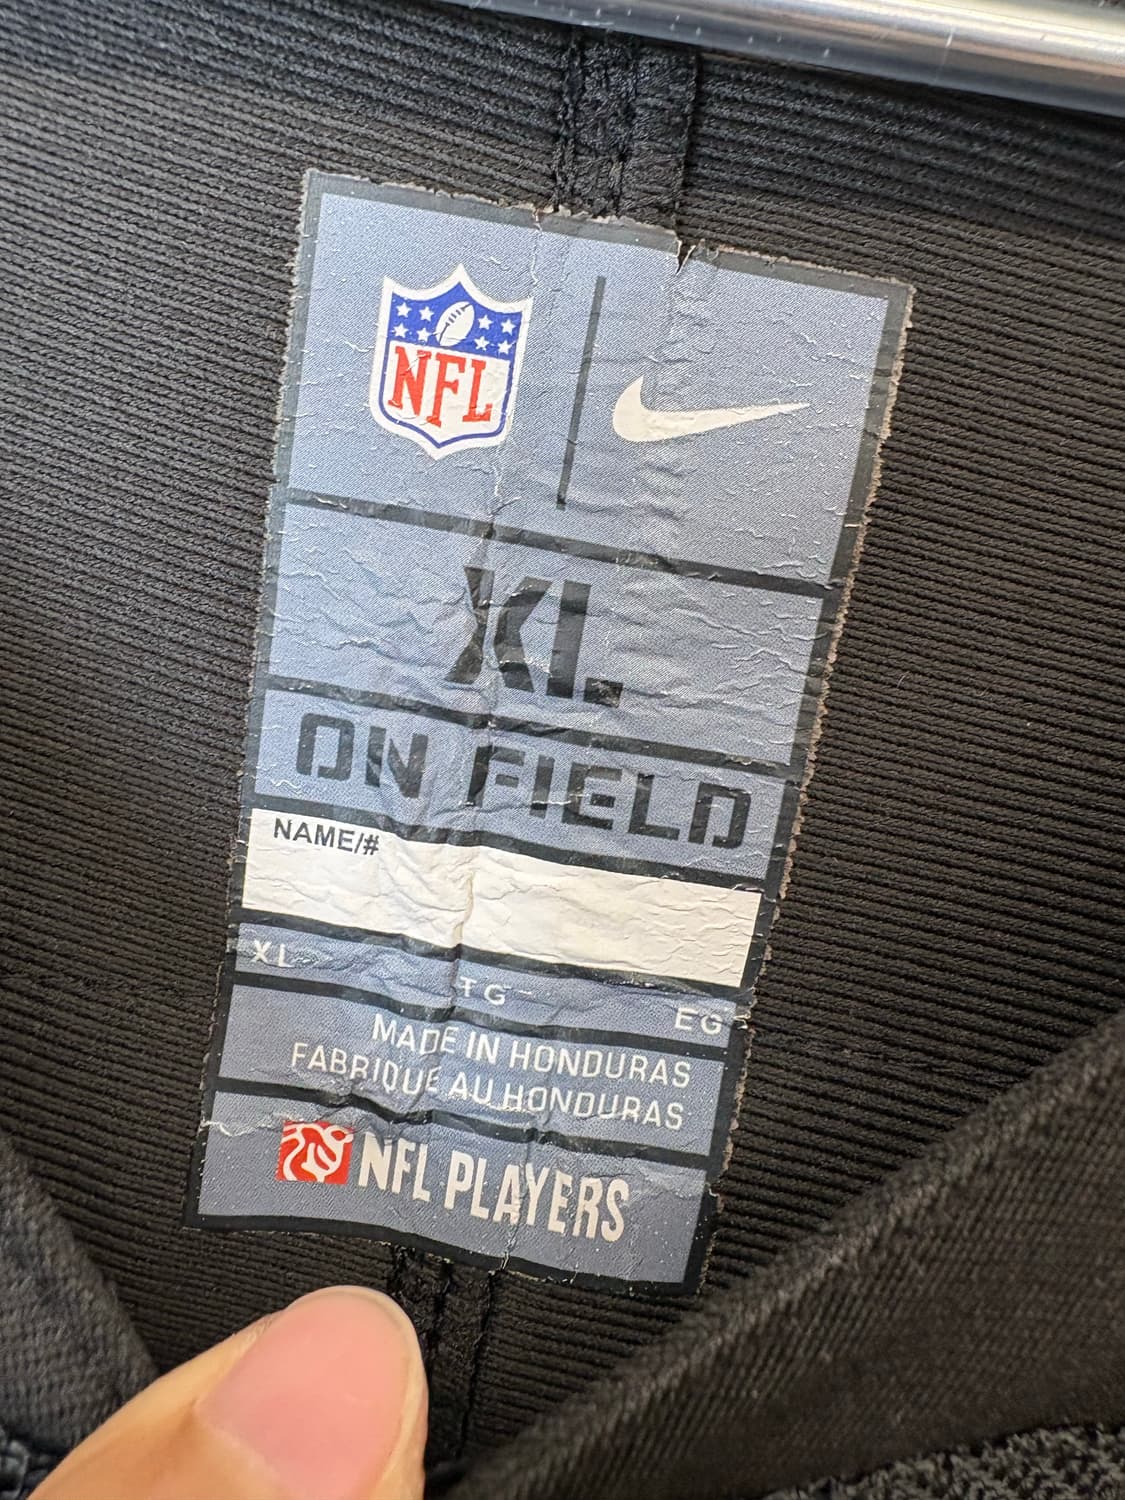 NFL
XL
ON FIELD
NAME/#
XL TG EG
MADE IN HONDURAS
FABRIQUE AU HONDURAS
NFL PLAYERS